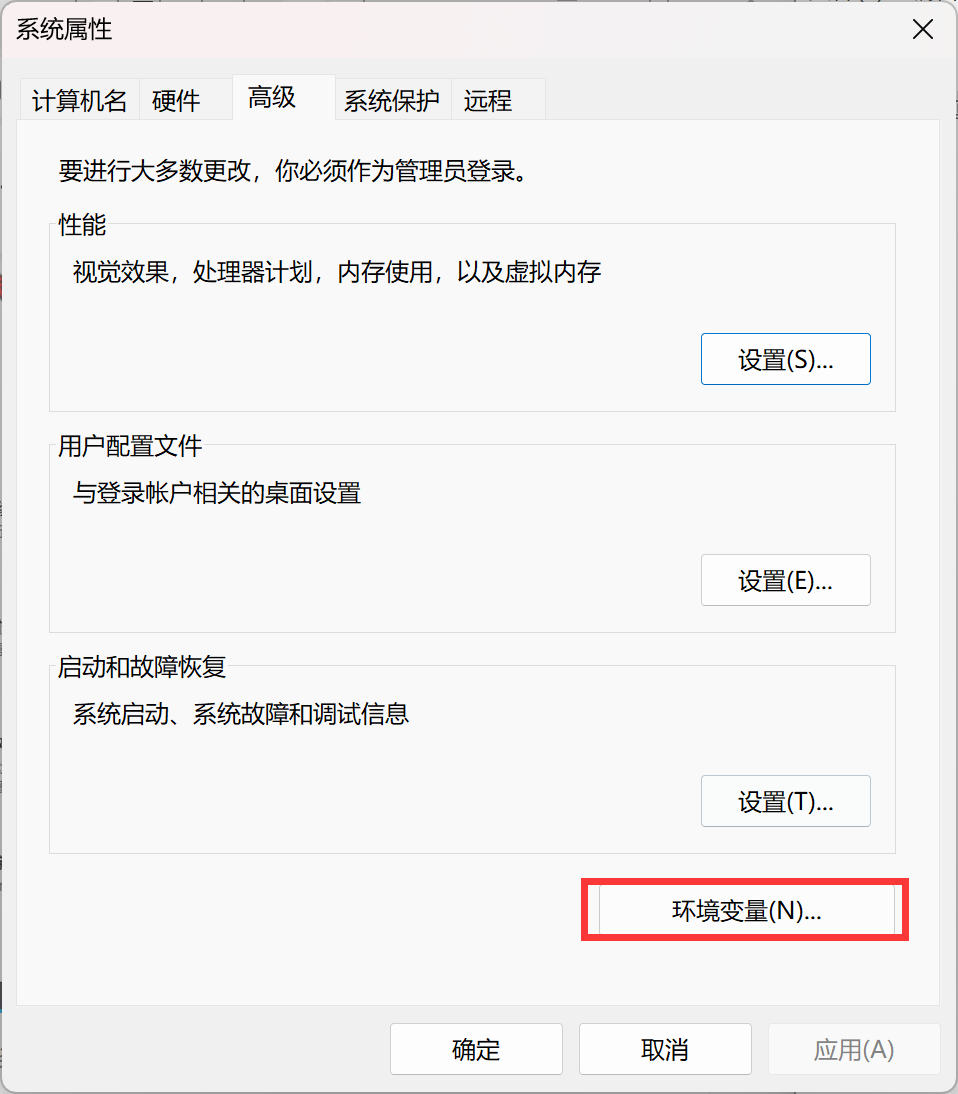 系统属性
计算机名 硬件 高级 系统保护 远程
要进行大多数更改，你必须作为管理员登录。
性能
视觉效果，处理器计划，内存使用，以及虚拟内存
设置(S)...
用户配置文件
与登录帐户相关的桌面设置
设置(E)...
启动和故障恢复
系统启动、系统故障和调试信息
设置(T)...
环境变量(N)...
确定 取消 应用(A)